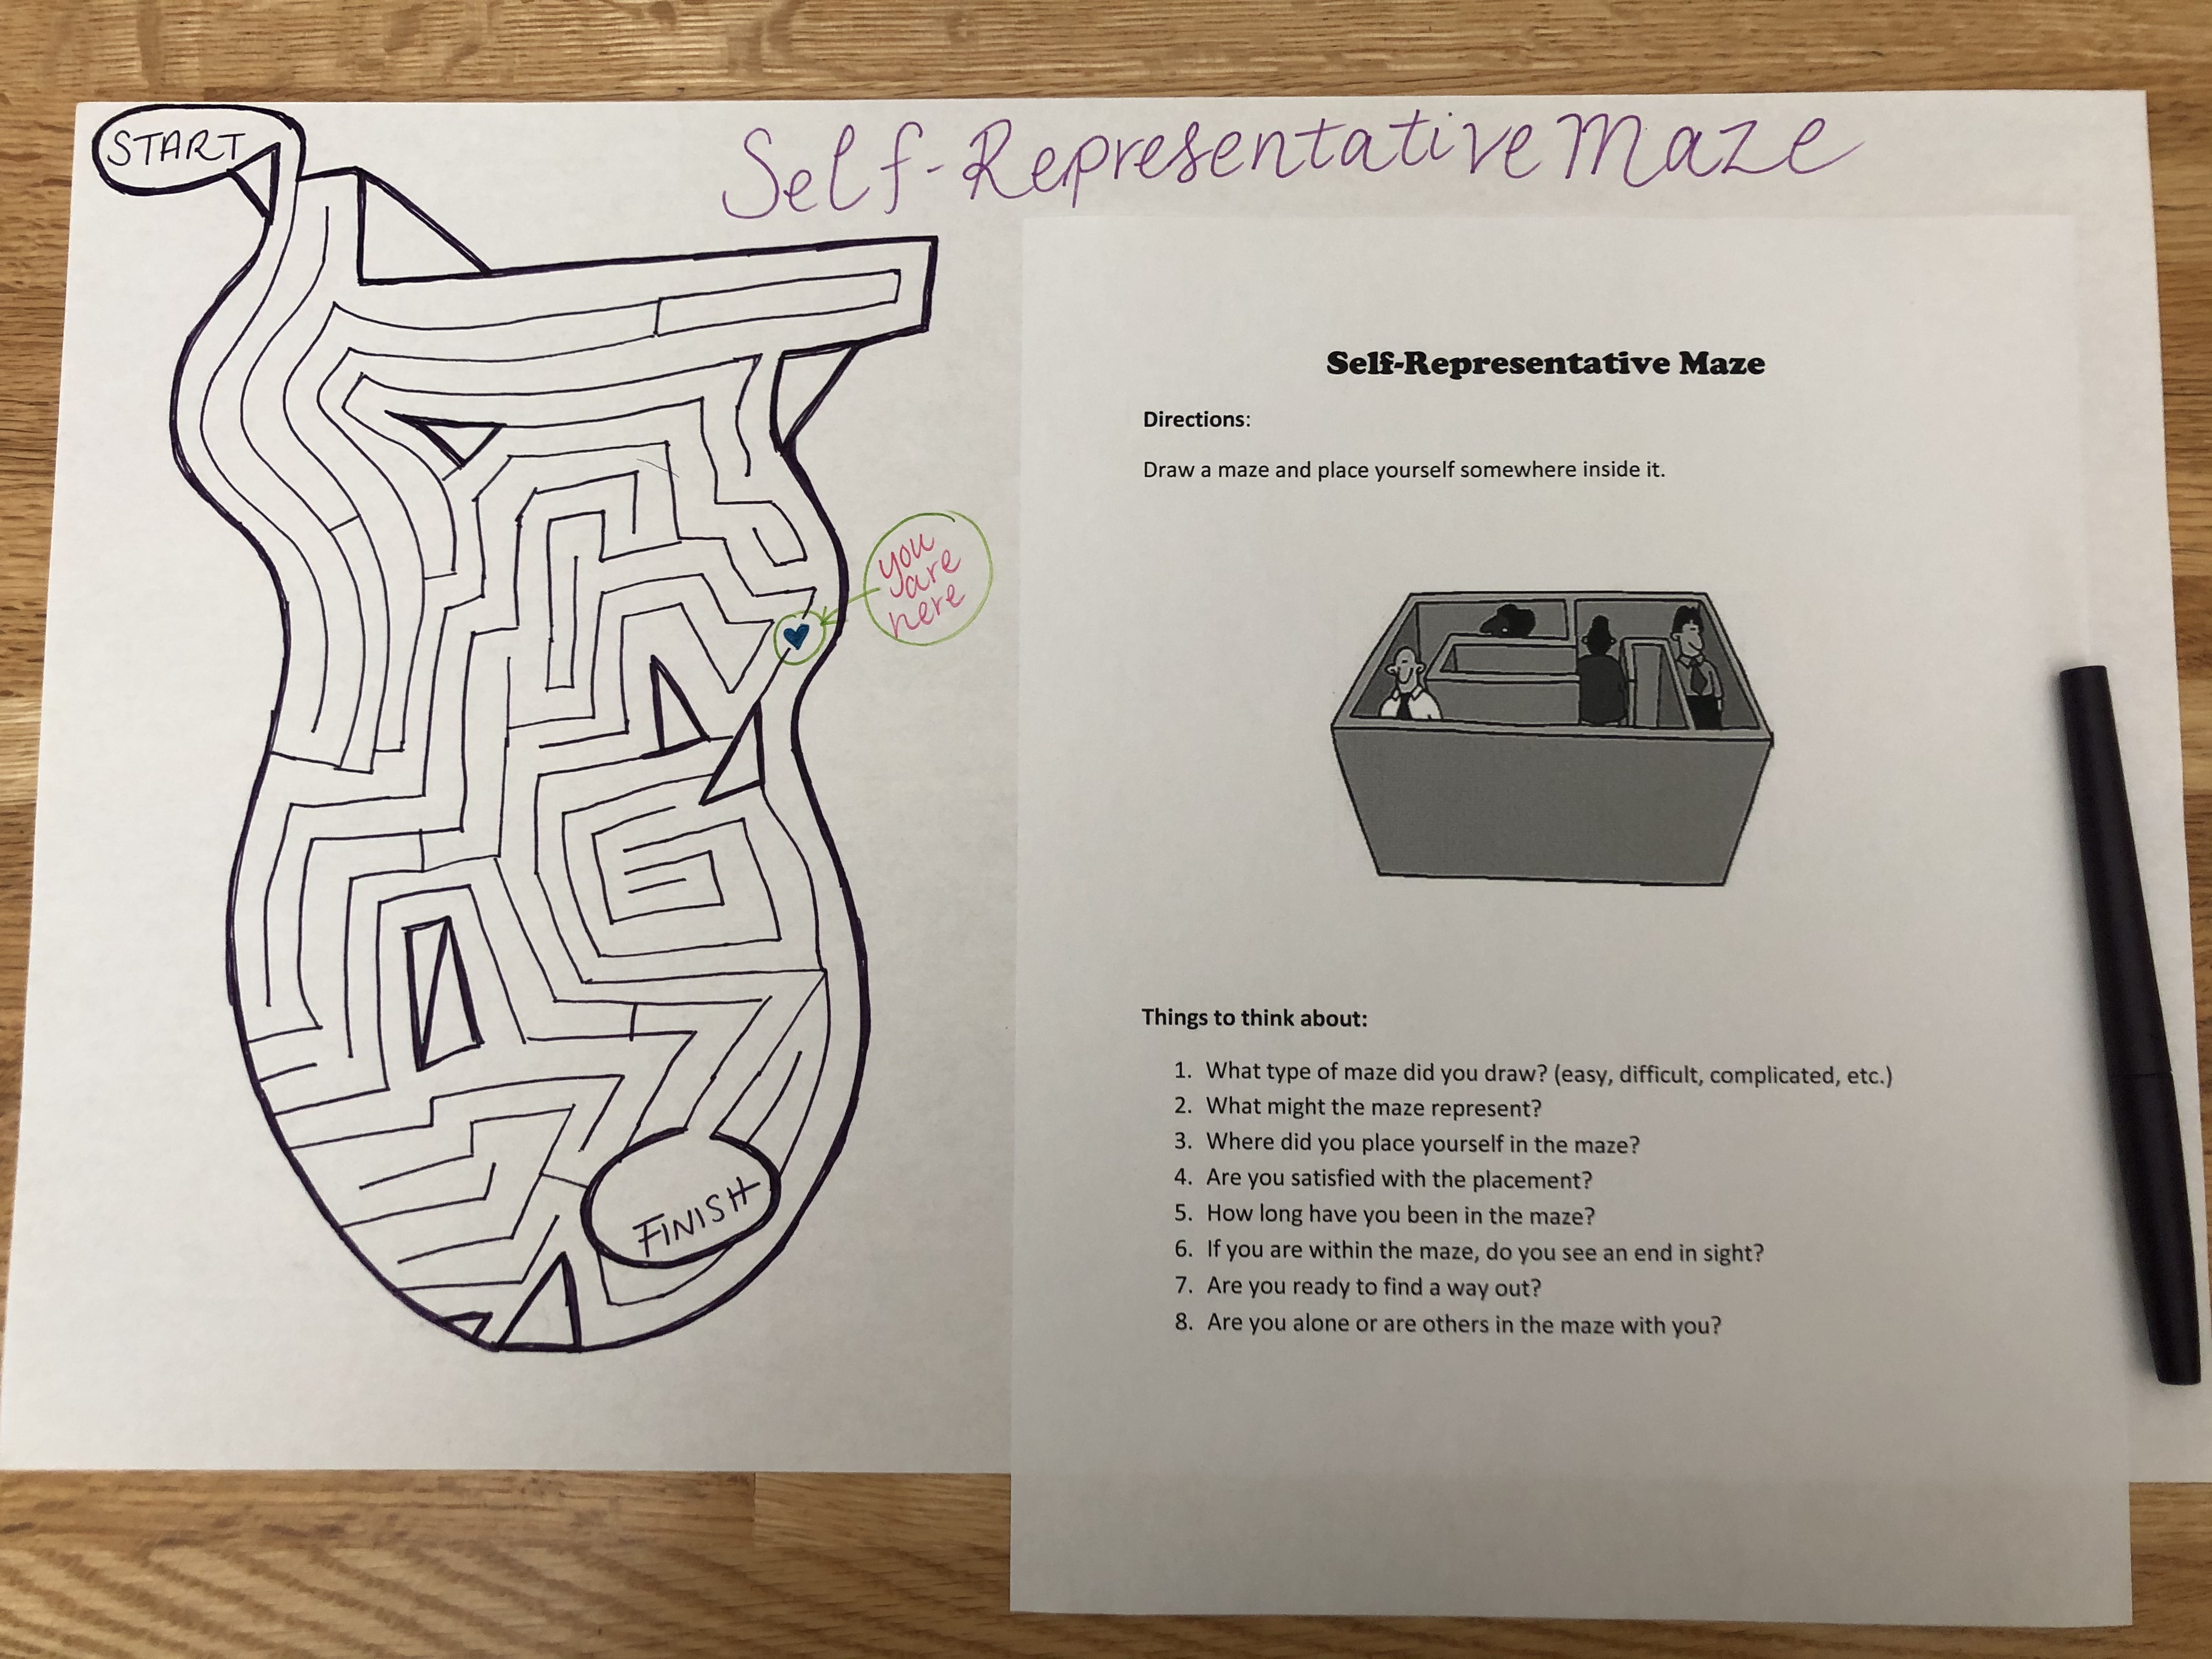 Self-Representative Maze
START
you
are
here
FINISH
Self-Representative Maze
Directions:
Draw a maze and place yourself somewhere inside it.
Things to think about:
1. What type of maze did you draw? (easy, difficult, complicated, etc.)
2. What might the maze represent?
3. Where did you place yourself in the maze?
4. Are you satisfied with the placement?
5. How long have you been in the maze?
6. If you are within the maze, do you see an end in sight?
7. Are you ready to find a way out?
8. Are you alone or are others in the maze with you?